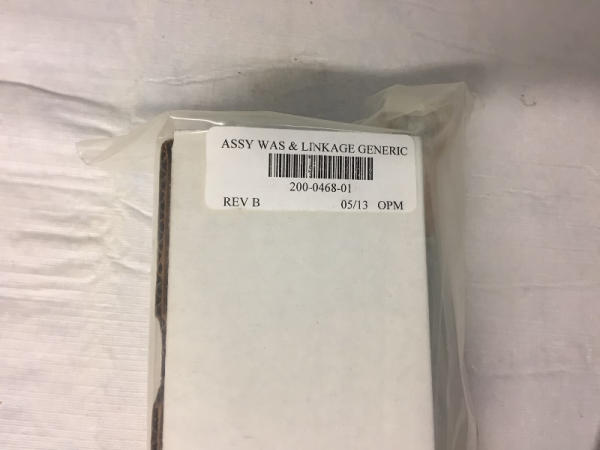 ASSY WAS & LINKAGE GENERIC
200-0468-01
REV B 05/13 OPM